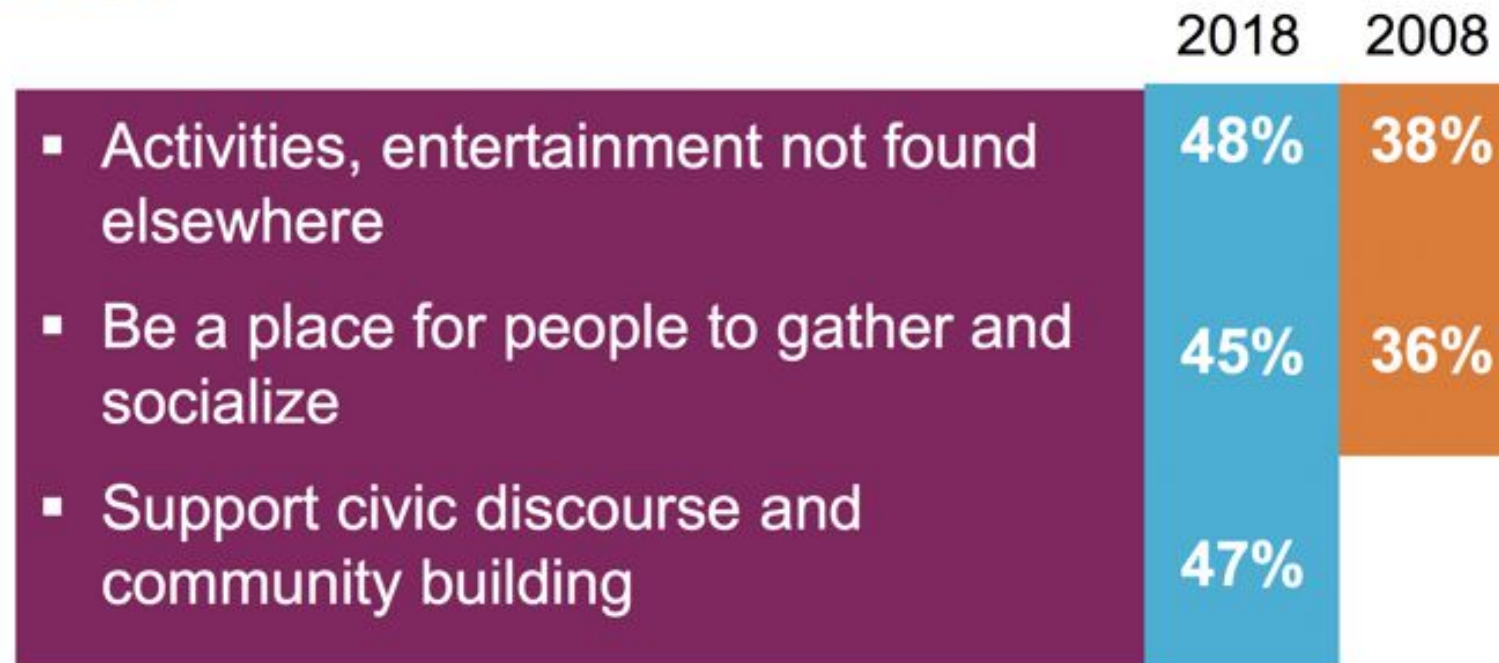 2018 2008
▪ Activities, entertainment not found 48% 38%
elsewhere
▪ Be a place for people to gather and 45% 36%
socialize
▪ Support civic discourse and 47%
community building